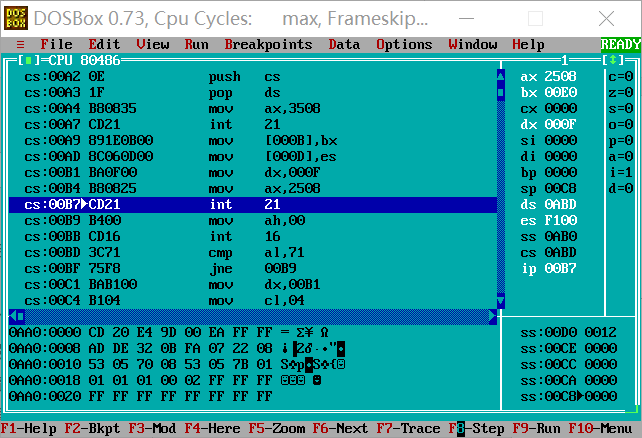 DOS
BOX
DOSBox 0.73, Cpu Cycles: max, Frameskip...
≡ File Edit View Run Breakpoints Data Options Window Help READY
[■]=CPU 80486 1 [↕]
cs:00A2 0E push cs
cs:00A3 1F pop ds
cs:00A4 B80835 mov ax,3508
cs:00A7 CD21 int 21
cs:00A9 891E0B00 mov [000B],bx
cs:00AD 8C060D00 mov [000D],es
cs:00B1 BA0F00 mov dx,000F
cs:00B4 B80825 mov ax,2508
cs:00B7►CD21 int 21
cs:00B9 B400 mov ah,00
cs:00BB CD16 int 16
cs:00BD 3C71 cmp al,71
cs:00BF 75F8 jne 00B9
cs:00C1 BAB100 mov dx,00B1
cs:00C4 B104 mov cl,04
ax 2508 c=0
bx 00E0 z=0
cx 0000 s=0
dx 000F o=0
si 0000 p=0
di 0000 a=0
bp 0000 i=1
sp 00C8 d=0
ds 0ABD
es F100
ss 0AB0
cs 0ABD
ip 00B7
0AA0:0000 CD 20 E4 9D 00 EA FF FF = Σ¥ Ω
0AA0:0008 AD DE 32 0B FA 07 22 08
0AA0:0010 53 05 70 08 53 05 7B 01 S♣p◘S♣{☺
0AA0:0018 01 01 01 00 02 FF FF FF ☺☺☺ ☻
0AA0:0020 FF FF FF FF FF FF FF FF
ss:00D0 0012
ss:00CE 0000
ss:00CC 0000
ss:00CA 0000
ss:00C8►0000
F1-Help F2-Bkpt F3-Mod F4-Here F5-Zoom F6-Next F7-Trace F8-Step F9-Run F10-Menu